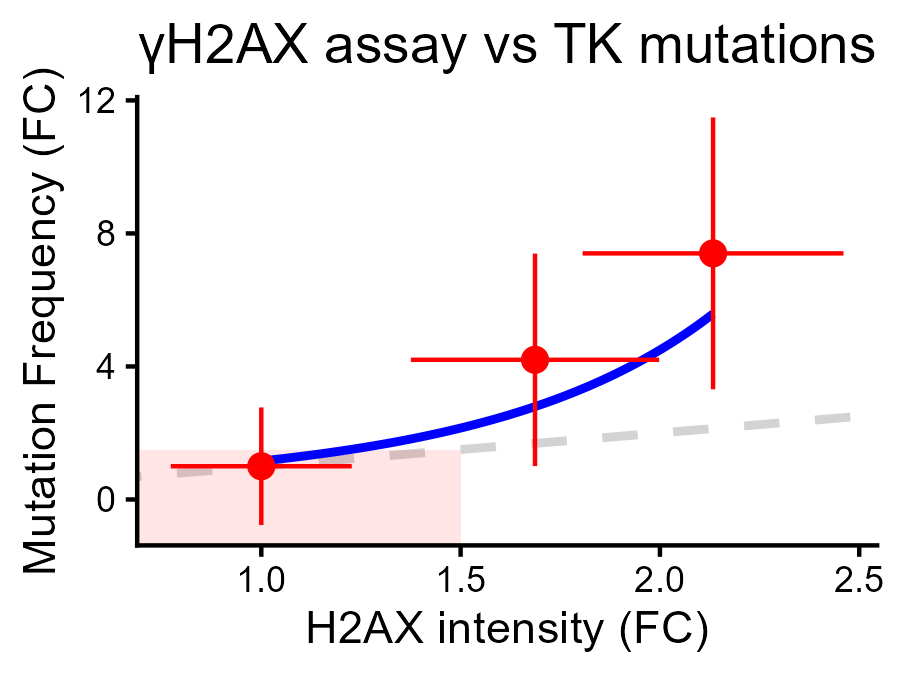 γH2AX assay vs TK mutations
Mutation Frequency (FC)
12
8
4
0
1.0 1.5 2.0 2.5
H2AX intensity (FC)